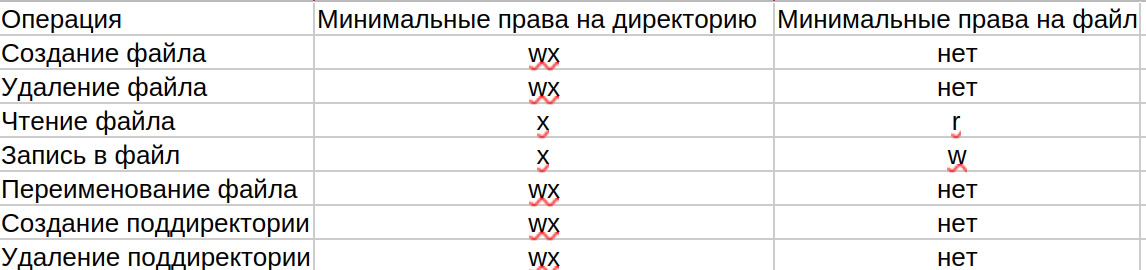 Операция Минимальные права на директорию Минимальные права на файл
Создание файла wx нет
Удаление файла wx нет
Чтение файла x r
Запись в файл x w
Переименование файла wx нет
Создание поддиректории wx нет
Удаление поддиректории wx нет